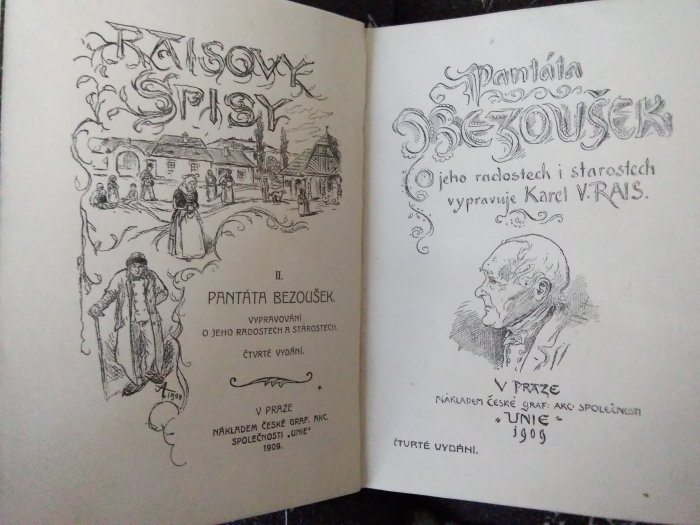 RAISOVY
SPISY
II.
PANTÁTA BEZOUŠEK.
VYPRAVOVÁNÍ
O JEHO RADOSTECH A STAROSTECH.
ČTVRTÉ VYDÁNÍ.
V PRAZE
NÁKLADEM ČESKÉ GRAF. AKC.
SPOLEČNOSTI „UNIE“
1909.
1908
Pantáta
BEZOUŠEK
O jeho radostech i starostech
vypravuje Karel V. RAIS.
V PRAZE
NÁKLADEM ČESKÉ GRAF. AKC. SPOLEČNOSTI
„UNIE“
1909
ČTVRTÉ VYDÁNÍ.